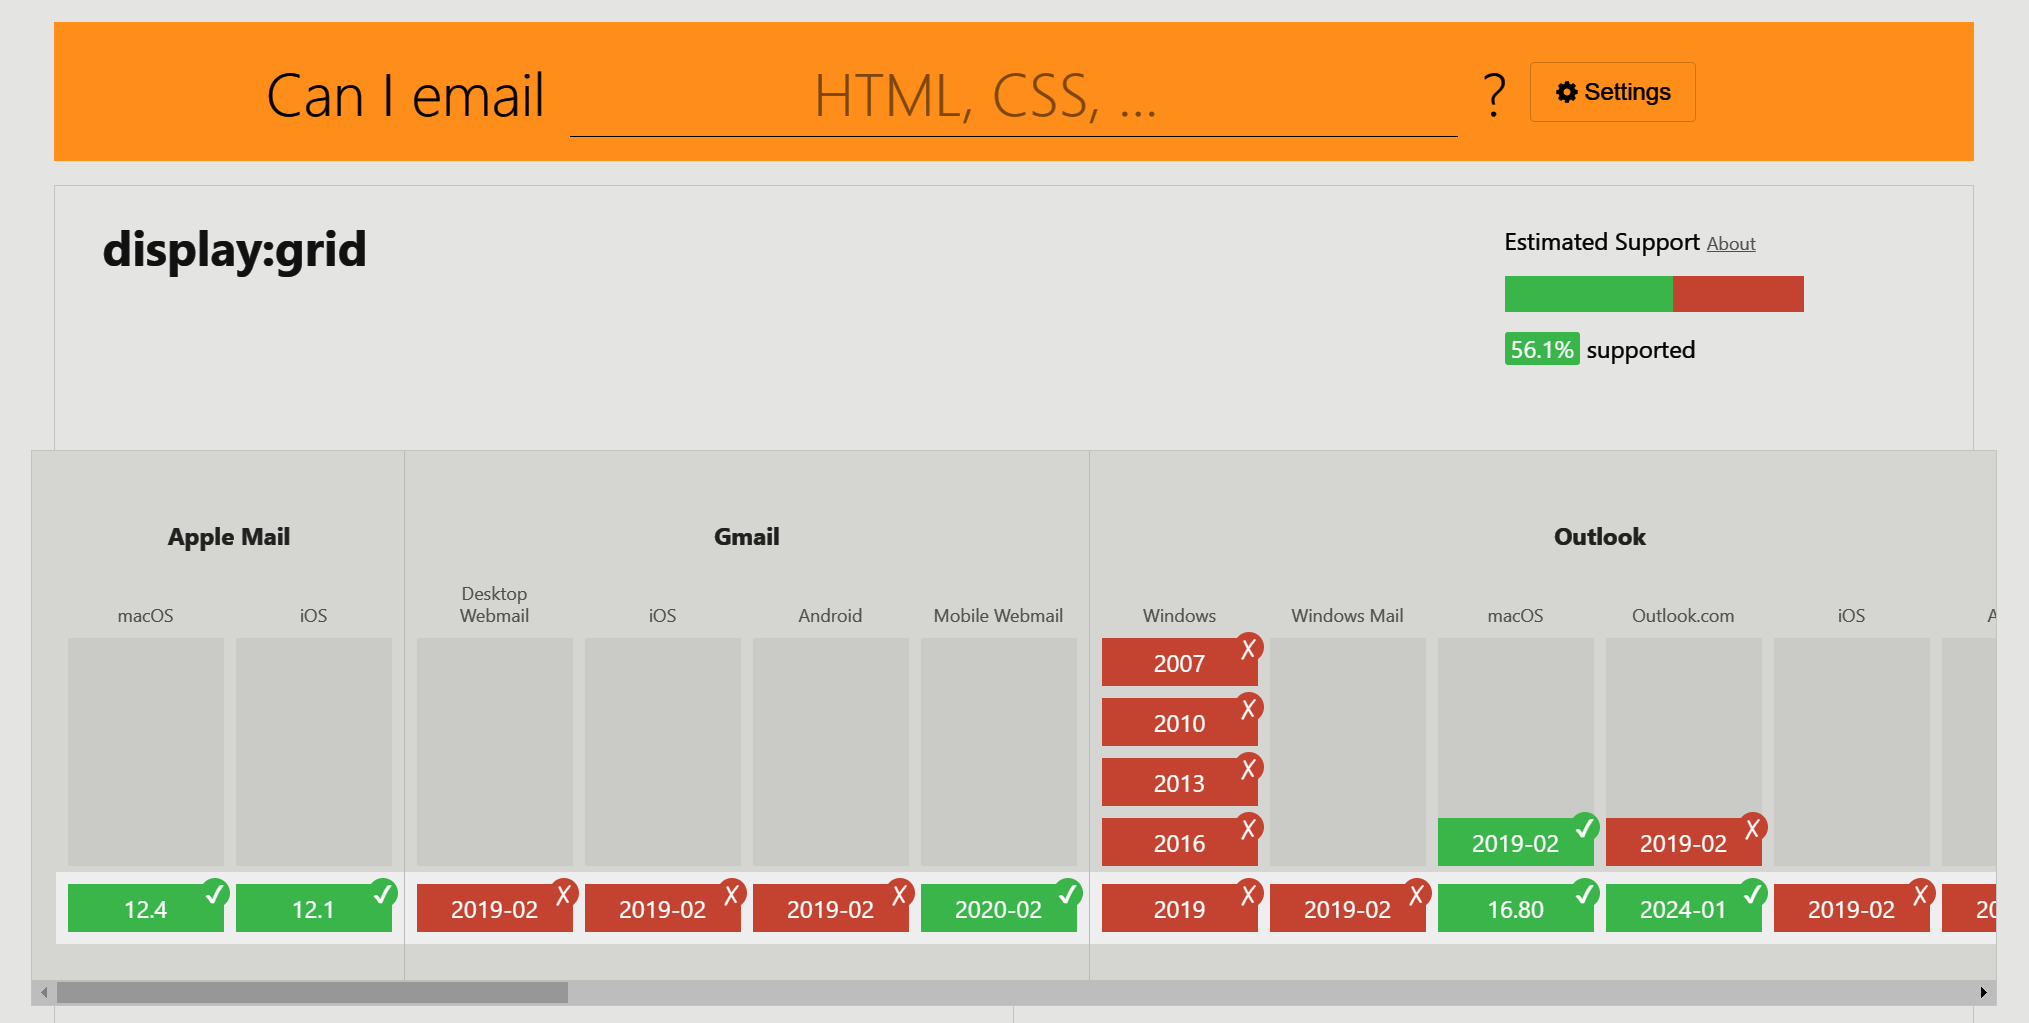 Can I email HTML, CSS, ... ? Settings
display:grid
Estimated Support About
56.1% supported
Apple Mail
Gmail
Outlook
macOS
iOS
Desktop
Webmail
iOS
Android
Mobile Webmail
Windows
Windows Mail
macOS
Outlook.com
iOS
A
2007
2010
2013
2016
2019-02
2019-02
12.4
12.1
2019-02
2019-02
2019-02
2020-02
2019
2019-02
16.80
2024-01
2019-02
20